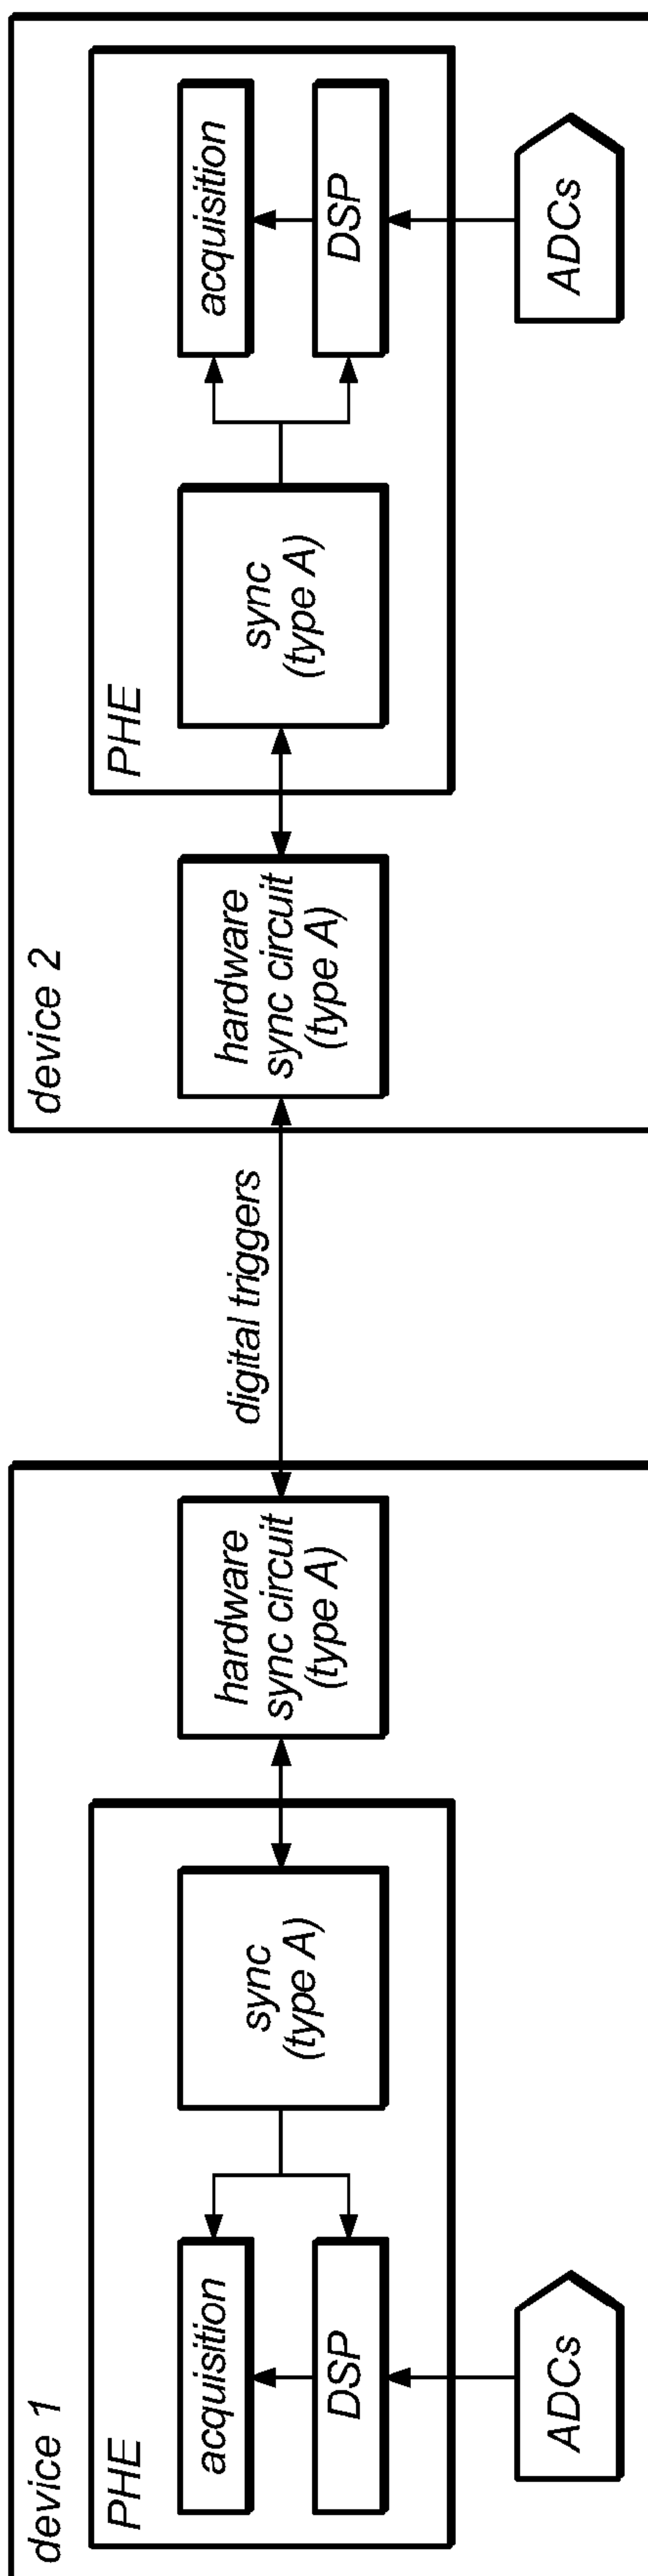 device 1
PHE
acquisition
DSP
ADCs
sync
(type A)
hardware
sync circuit
(type A)
digital triggers
device 2
hardware
sync circuit
(type A)
PHE
sync
(type A)
acquisition
DSP
ADCs